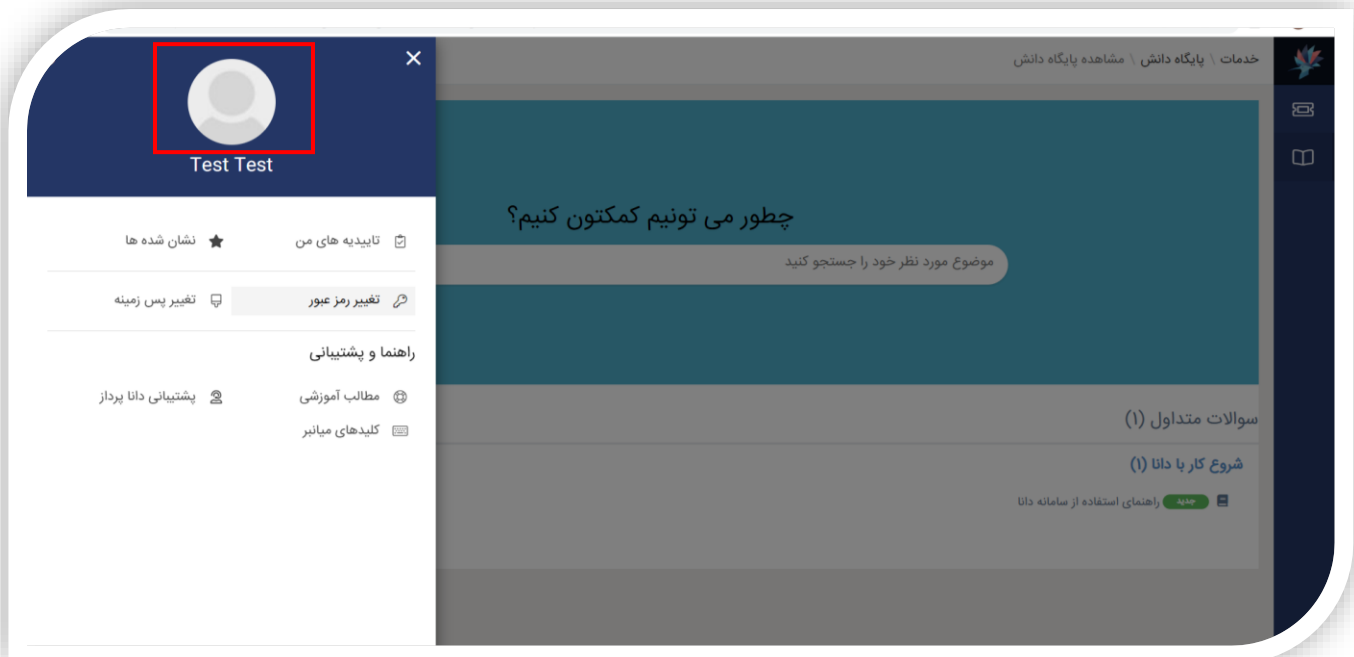 خدمات \ پایگاه دانش \ مشاهده پایگاه دانش
Test Test
تاییدیه های من
نشان شده ها
تغییر رمز عبور
تغییر پس زمینه
راهنما و پشتیبانی
مطالب آموزشی
پشتیبانی دانا پرداز
کلیدهای میانبر
چطور می تونیم کمکتون کنیم؟
موضوع مورد نظر خود را جستجو کنید
سوالات متداول (۱)
شروع کار با دانا (۱)
جدید راهنمای استفاده از سامانه دانا